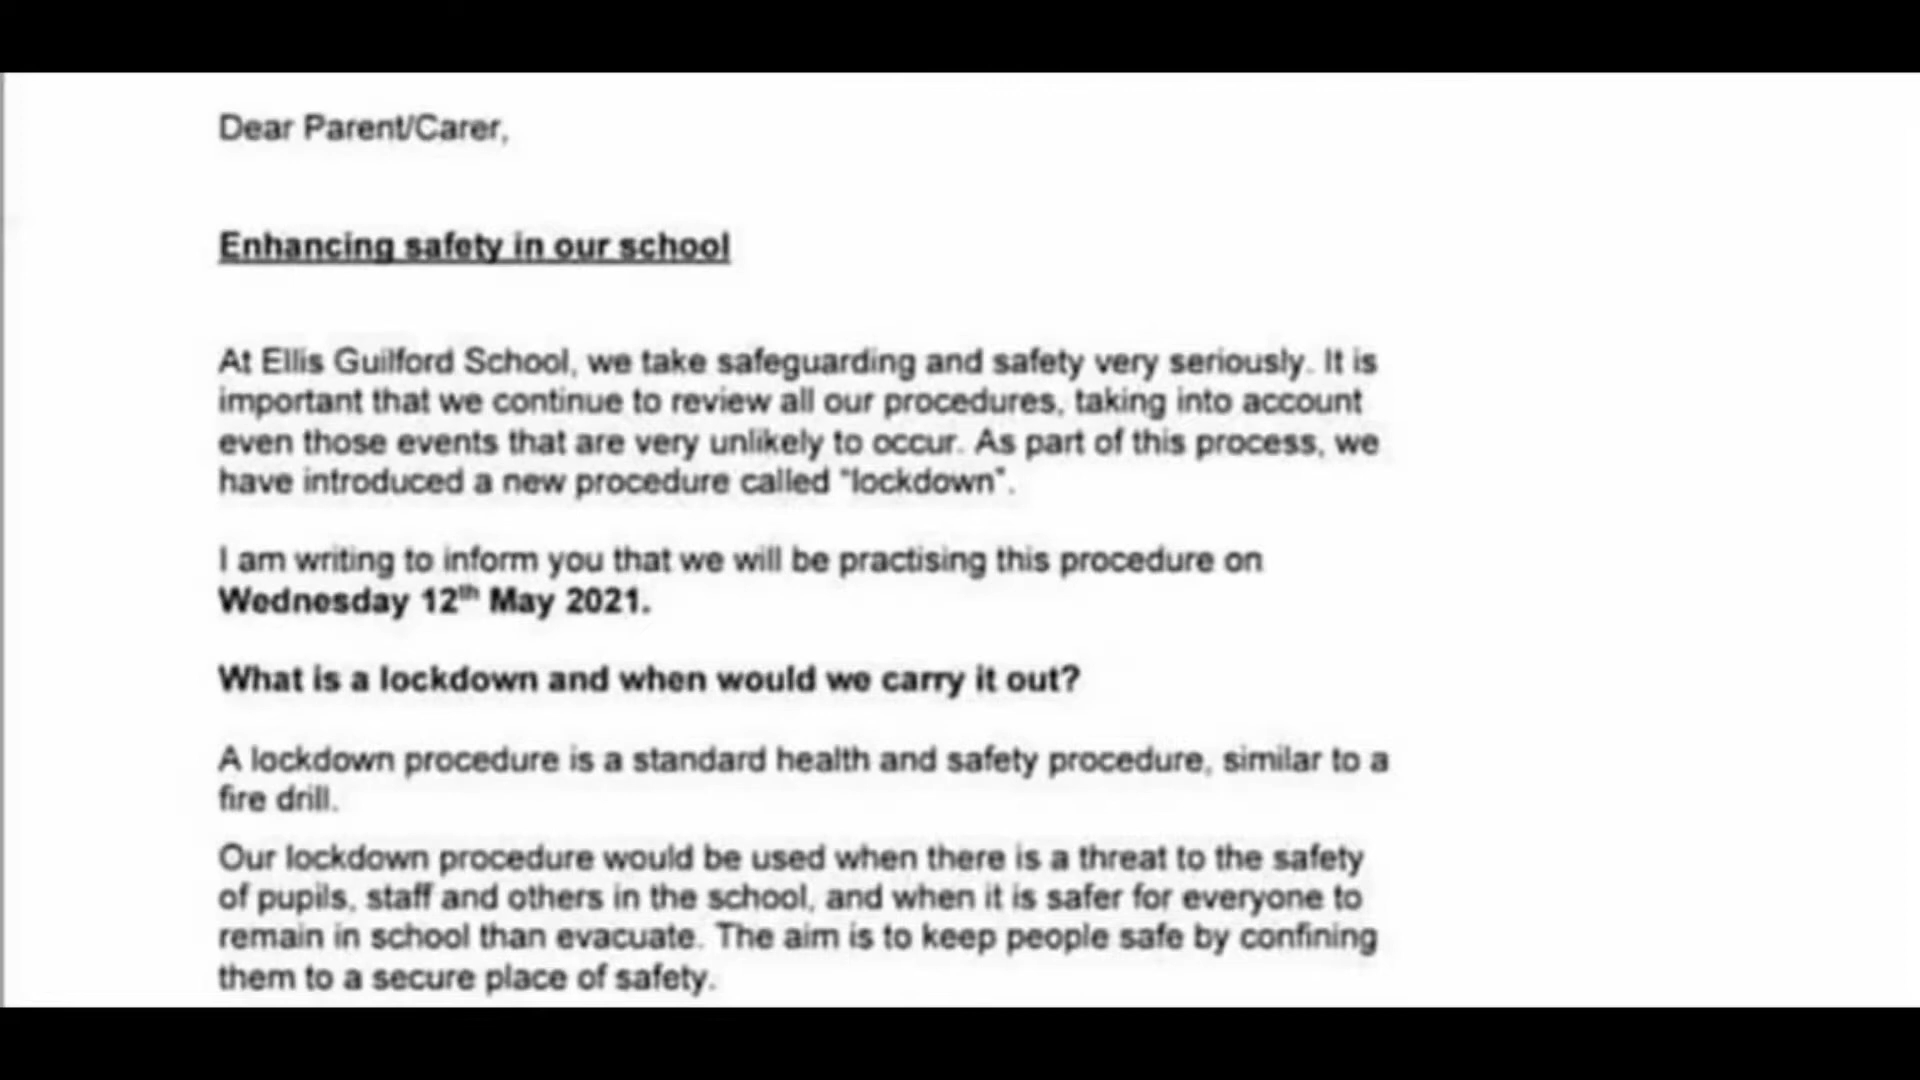 Dear Parent/Carer,
Enhancing safety in our school
At Ellis Guilford School, we take safeguarding and safety very seriously. It is
important that we continue to review all our procedures, taking into account
even those events that are very unlikely to occur. As part of this process, we
have introduced a new procedure called "lockdown".
I am writing to inform you that we will be practising this procedure on
Wednesday 12th May 2021.
What is a lockdown and when would we carry it out?
A lockdown procedure is a standard health and safety procedure, similar to a
fire drill.
Our lockdown procedure would be used when there is a threat to the safety
of pupils, staff and others in the school, and when it is safer for everyone to
remain in school than evacuate. The aim is to keep people safe by confining
them to a secure place of safety.